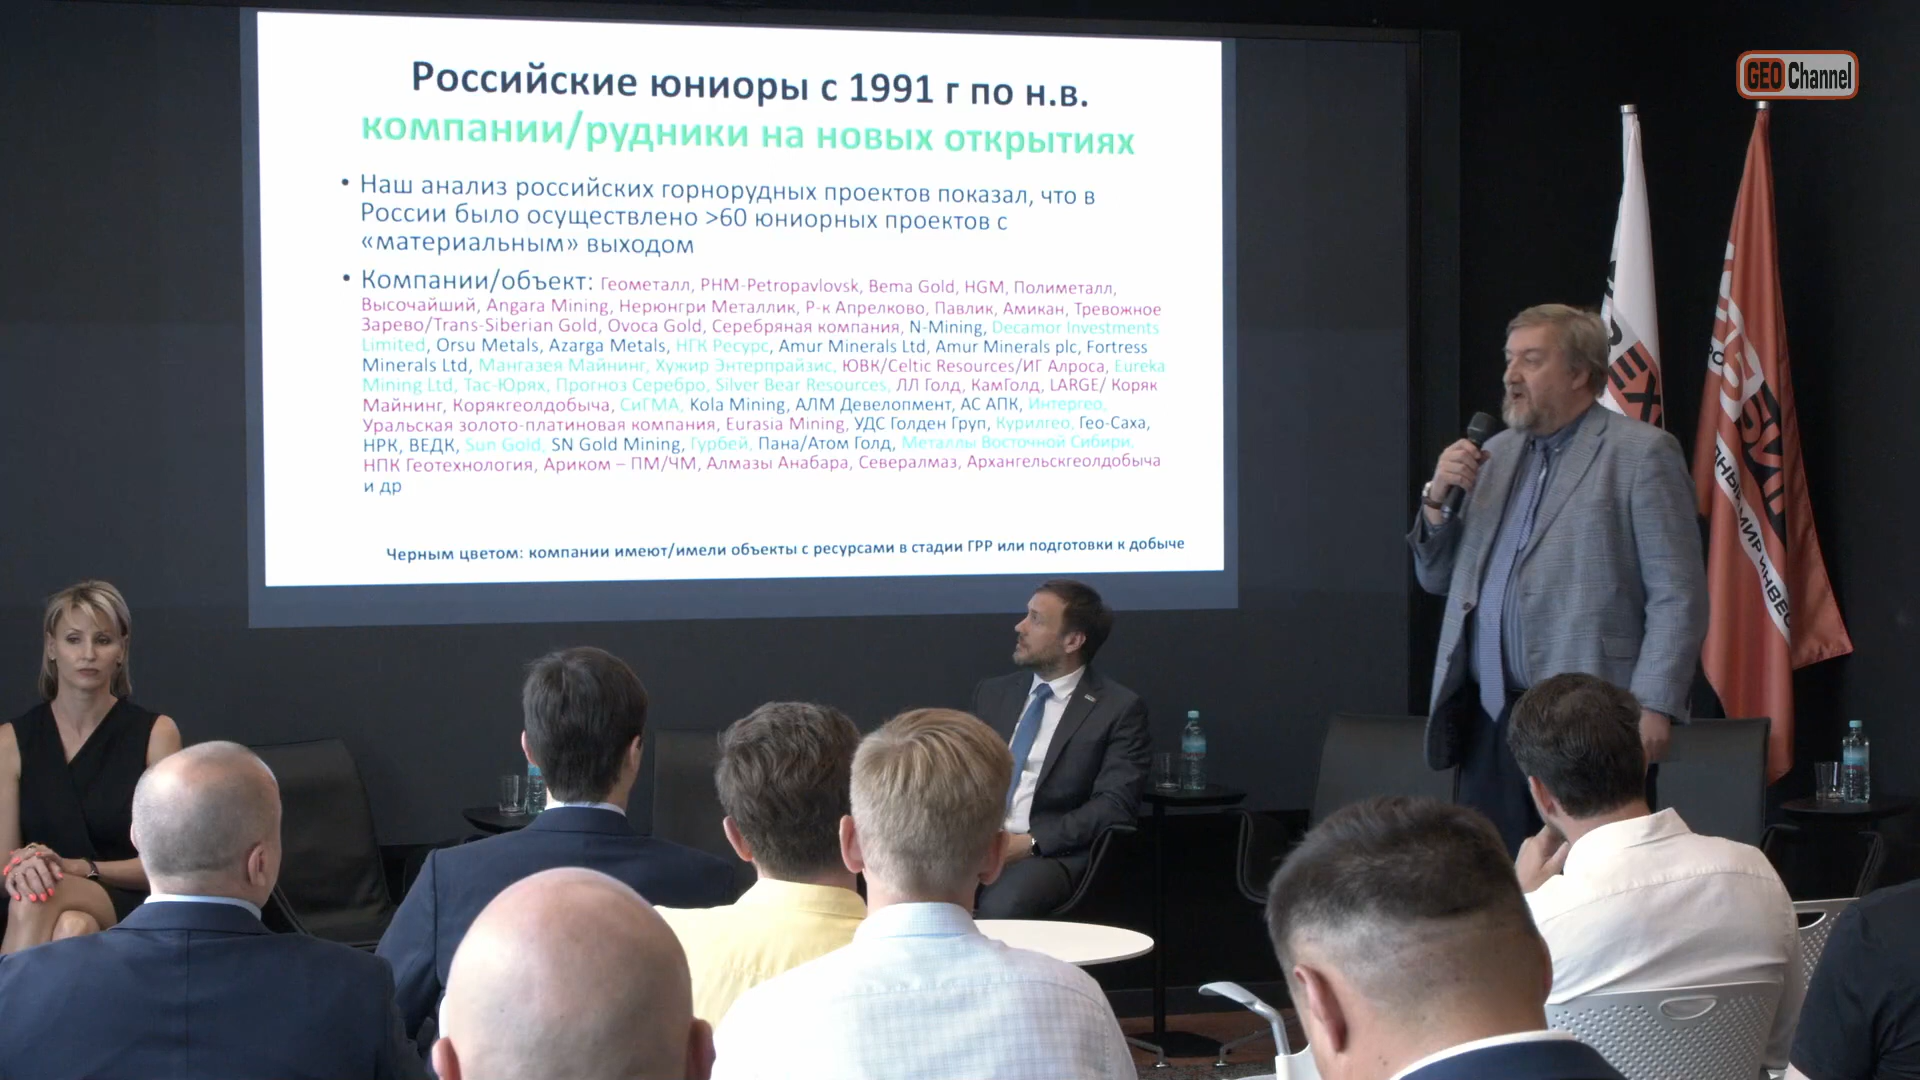 Российские юниоры с 1991 г по н.в.
компании/рудники на новых открытиях
• Наш анализ российских горнорудных проектов показал, что в
России было осуществлено >60 юниорных проектов с
«материальным» выходом
• Компании/объект: Геометалл, PHM-Petropavlovsk, Bema Gold, HGM, Полиметалл,
Высочайший, Angara Mining, Нерюнгри Металлик, Р-к Апрелково, Павлик, Амикан, Тревожное
Зарево/Trans-Siberian Gold, Ovoca Gold, Серебряная компания, N-Mining, Decamor Investments
Limited, Orsu Metals, Azarga Metals, НГК Ресурс, Amur Minerals Ltd, Amur Minerals plc, Fortress
Minerals Ltd, Мангазея Майнинг, Хужир Энтерпрайзис, ЮВК/Celtic Resources/ИГ Алроса, Eureka
Mining Ltd, Тас-Юрях, Прогноз Серебро, Silver Bear Resources, ЛЛ Голд, КамГолд, LARGE/ Коряк
Майнинг, Корякгеолдобыча, СиГМА, Kola Mining, АЛМ Девелопмент, АС АПК, Интергео,
Уральская золото-платиновая компания, Eurasia Mining, УДС Голден Груп, Курилгео, Гео-Саха,
НРК, ВЕДК, Sun Gold, SN Gold Mining, Гурбей, Пана/Атом Голд, Металлы Восточной Сибири,
НПК Геотехнология, Ариком – ПМ/ЧМ, Алмазы Анабара, Севералмаз, Архангельскгеолдобыча
и др
Черным цветом: компании имеют/имели объекты с ресурсами в стадии ГРР или подготовки к добыче
GEO Channel